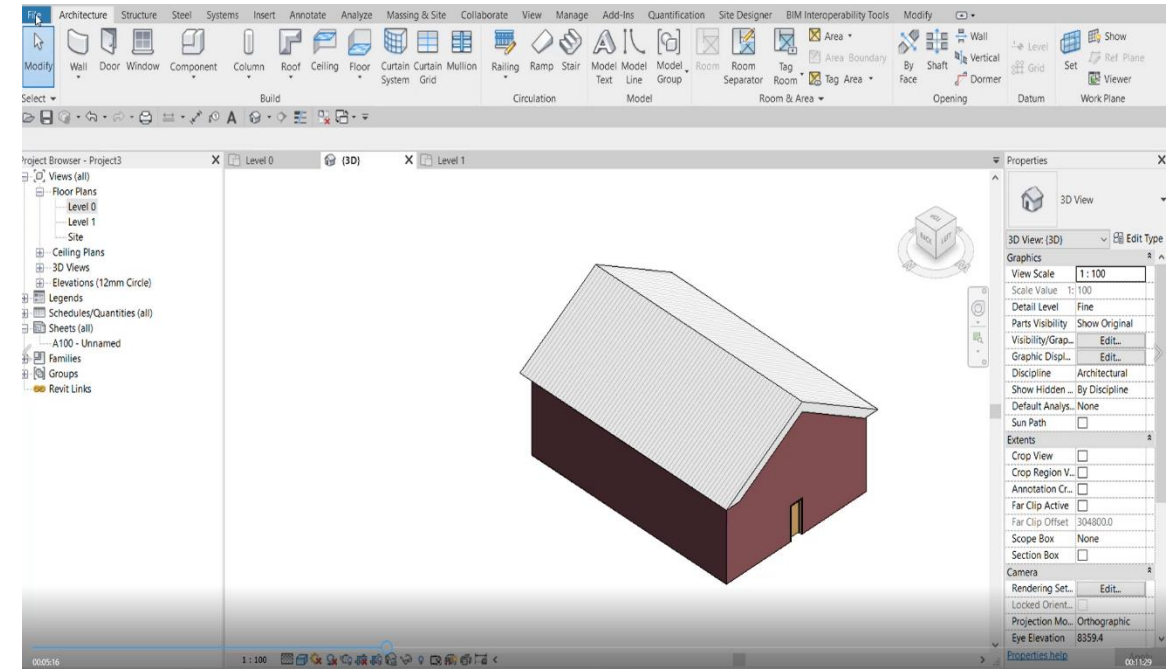 File Architecture Structure Steel Systems Insert Annotate Analyze Massing & Site Collaborate View Manage Add-Ins Quantification Site Designer BIM Interoperability Tools Modify
Modify Wall Door Window Component Column Roof Ceiling Floor Curtain System Curtain Grid Mullion Railing Ramp Stair Model Text Model Line Model Group Room Room Separator Tag Room Area Area Boundary Tag Area By Face Shaft Wall Vertical Dormer Level Grid Set Show Ref Plane Viewer
Select Build Circulation Model Room & Area Opening Datum Work Plane
Project Browser - Project3 X
Level 0 (3D) X Level 1
Properties X
Views (all)
Floor Plans
Level 0
Level 1
Site
Ceiling Plans
3D Views
Elevations (12mm Circle)
Legends
Schedules/Quantities (all)
Sheets (all)
A100 - Unnamed
Families
Groups
Revit Links
BACK LEFT
3D View
3D View: {3D} Edit Type
Graphics
View Scale 1 : 100
Scale Value 1: 100
Detail Level Fine
Parts Visibility Show Original
Visibility/Grap... Edit...
Graphic Displ... Edit...
Discipline Architectural
Show Hidden ... By Discipline
Default Analys... None
Sun Path
Extents
Crop View
Crop Region V...
Annotation Cr...
Far Clip Active
Far Clip Offset 304800.0
Scope Box None
Section Box
Camera
Rendering Set... Edit...
Locked Orient...
Projection Mo... Orthographic
Eye Elevation 8359.4
Properties help Apply
00:05:16 1 : 100 00:11:29